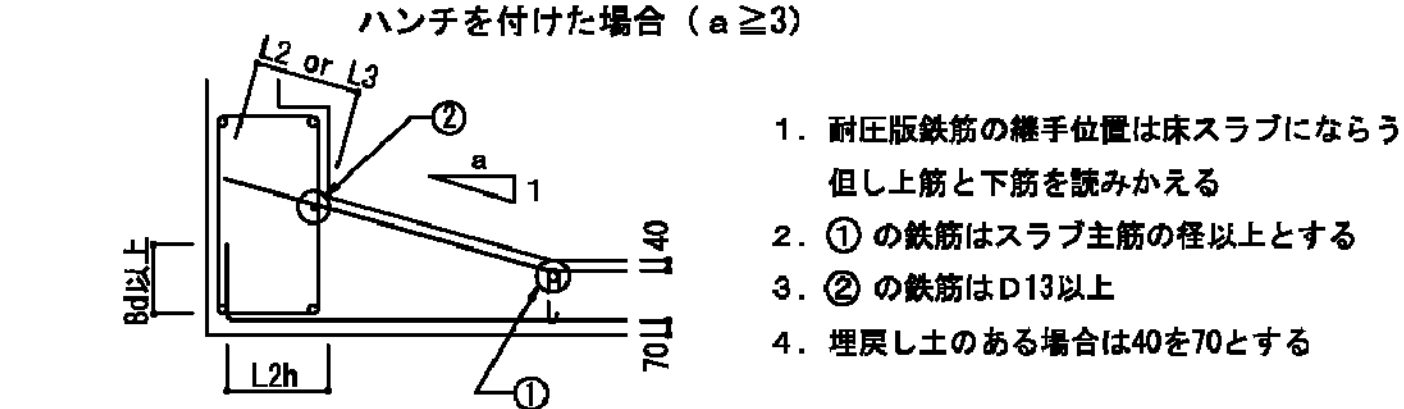 ハンチを付けた場合(a≧3)
L2 or L3
②
a
1
40
Bd以上
70
L2h
①
1. 耐圧版鉄筋の継手位置は床スラブにならう
但し上筋と下筋を読みかえる
2. ① の鉄筋はスラブ主筋の径以上とする
3. ② の鉄筋はD13以上
4. 埋戻し土のある場合は40を70とする